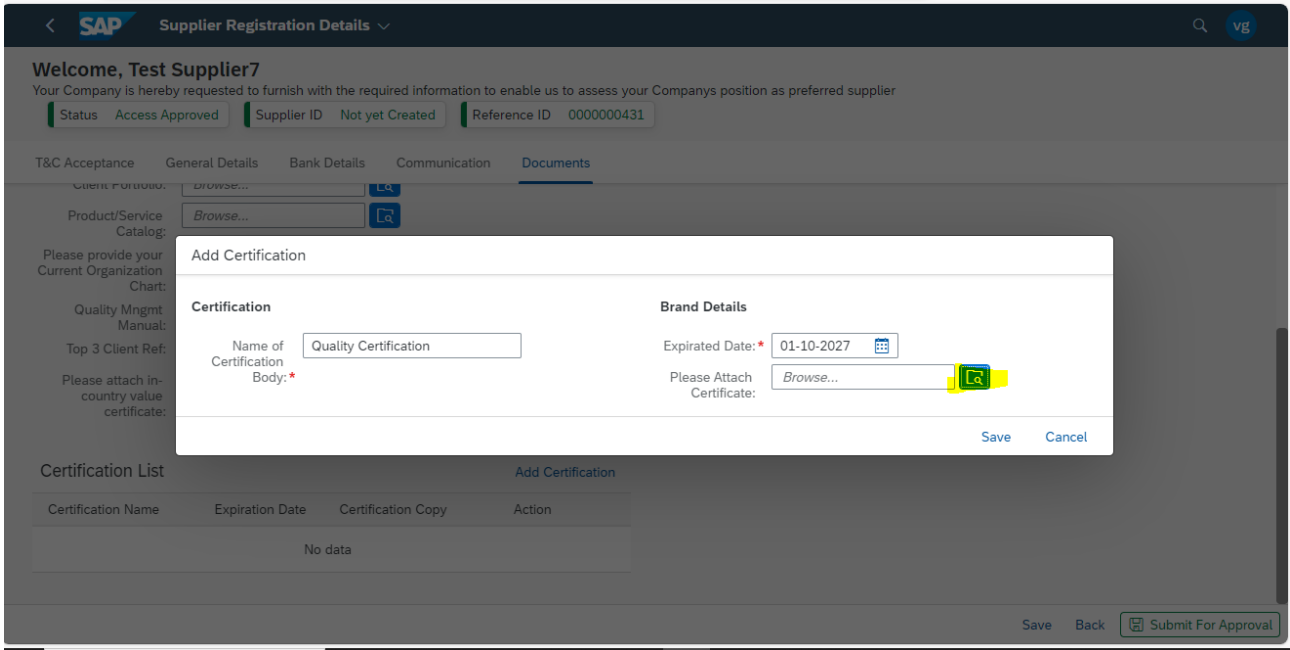 SAP Supplier Registration Details vg
Welcome, Test Supplier7
Your Company is hereby requested to furnish with the required information to enable us to assess your Companys position as preferred supplier
Status Access Approved Supplier ID Not yet Created Reference ID 0000000431
T&C Acceptance General Details Bank Details Communication Documents
Client Portfolio: Browse...
Product/Service Browse...
Catalog:
Please provide your
Current Organization
Chart:
Quality Mngmt
Manual:
Top 3 Client Ref:
Please attach in-
country value
certificate:
Add Certification
Certification
Name of Quality Certification
Certification
Body:*
Brand Details
Expirated Date:* 01-10-2027
Please Attach Browse...
Certificate:
Save Cancel
Certification List Add Certification
Certification Name Expiration Date Certification Copy Action
No data
Save Back Submit For Approval